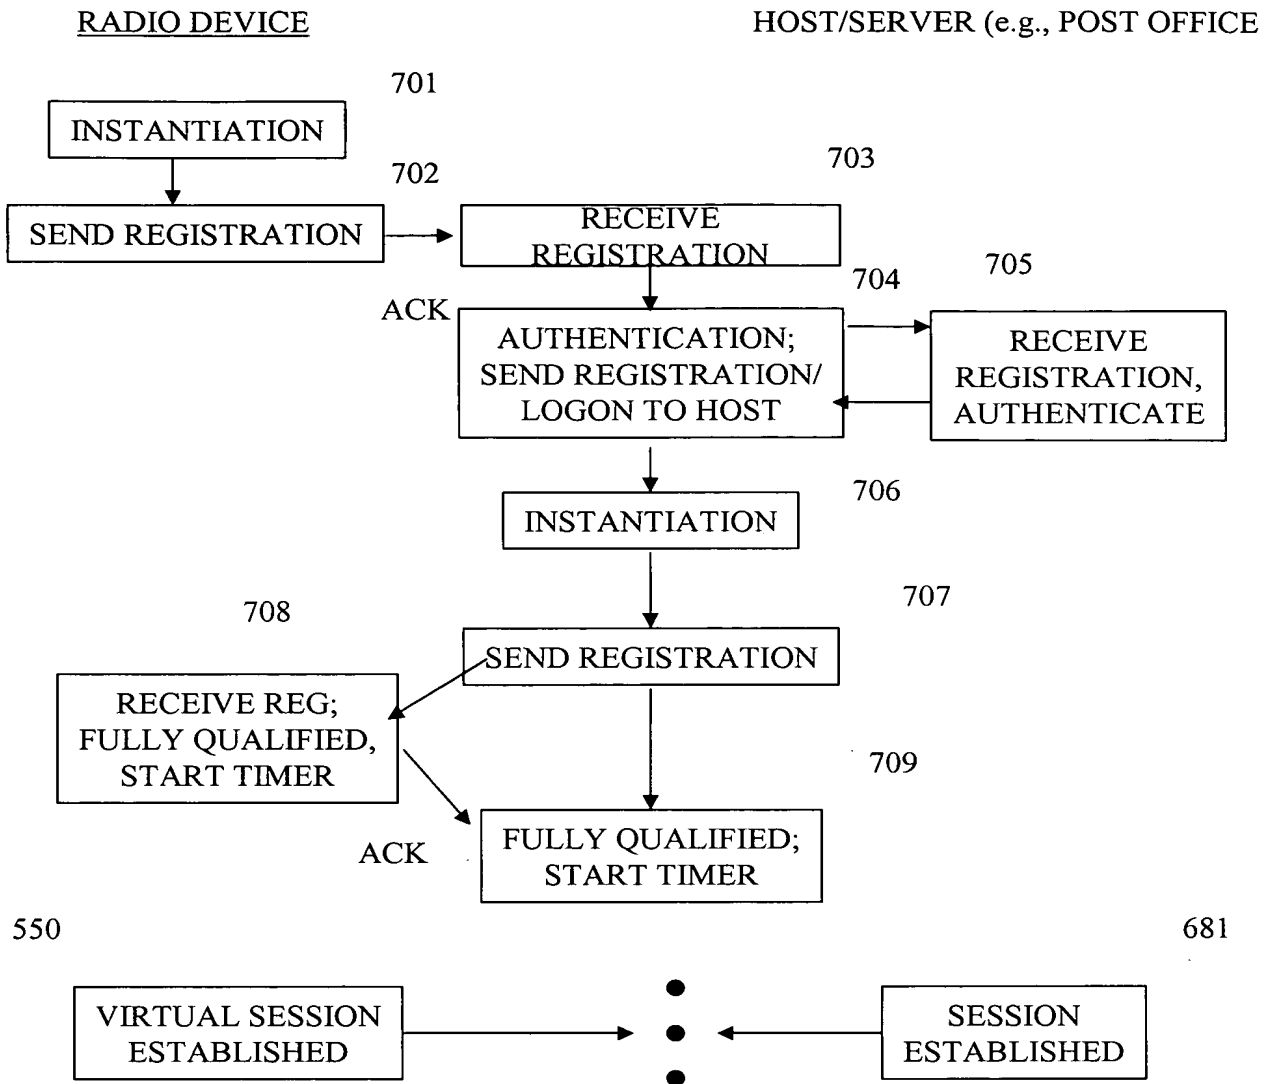 RADIO DEVICE
HOST/SERVER (e.g., POST OFFICE
701
INSTANTIATION
702
SEND REGISTRATION
703
RECEIVE
REGISTRATION
704
705
ACK
AUTHENTICATION;
SEND REGISTRATION/
LOGON TO HOST
RECEIVE
REGISTRATION,
AUTHENTICATE
706
INSTANTIATION
707
SEND REGISTRATION
708
RECEIVE REG;
FULLY QUALIFIED,
START TIMER
709
ACK
FULLY QUALIFIED;
START TIMER
550
681
VIRTUAL SESSION
ESTABLISHED
SESSION
ESTABLISHED